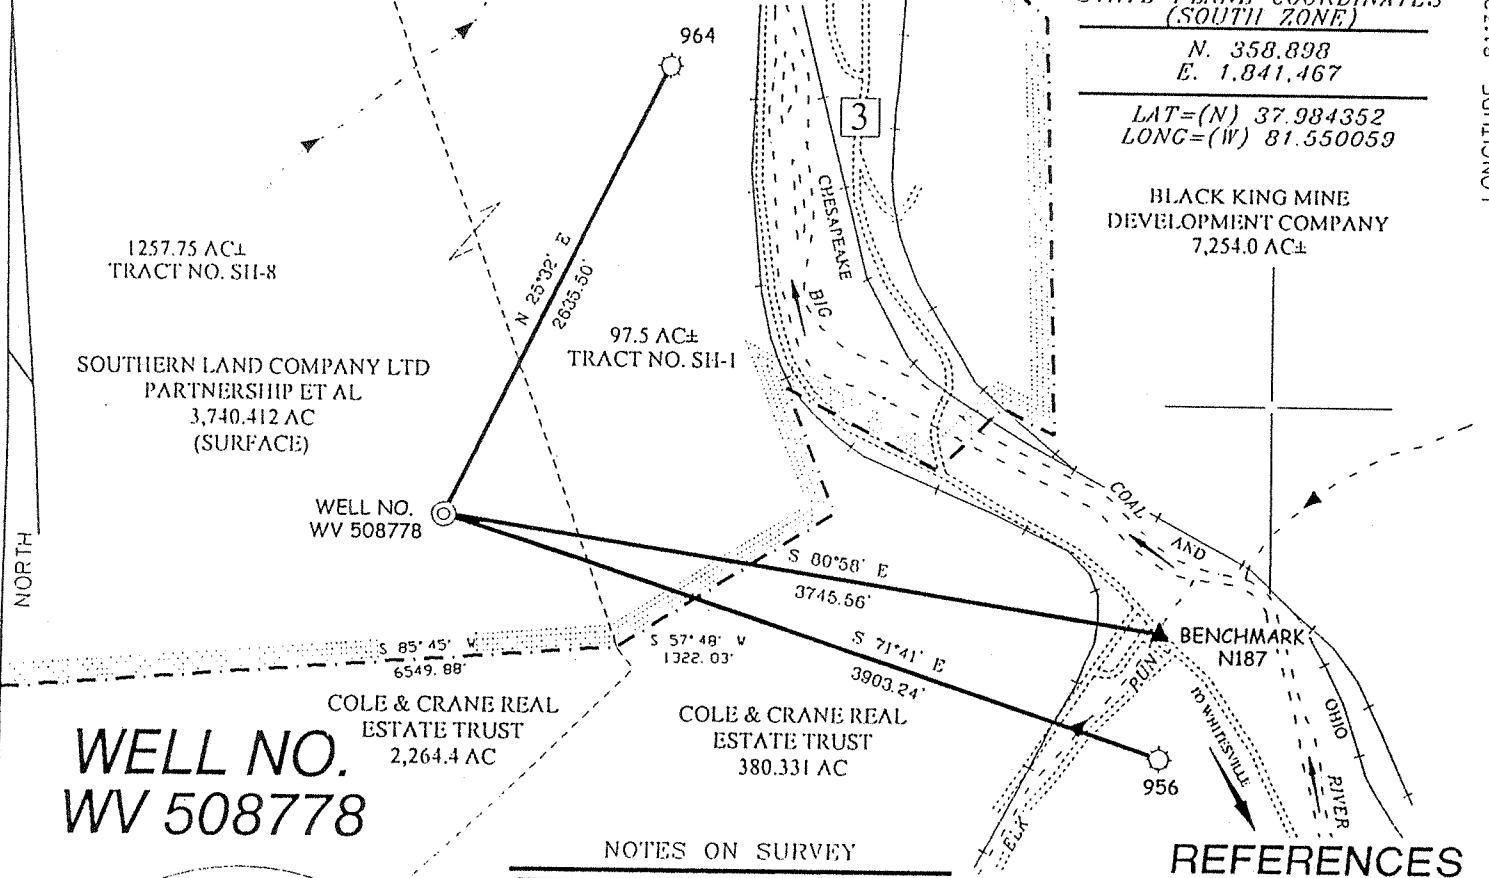 STATE PLANE COORDINATES
(SOUTH ZONE)
N. 358,898
E. 1,841,467
LAT=(N) 37.984352
LONG=(W) 81.550059
BLACK KING MINE
DEVELOPMENT COMPANY
7,254.0 AC±
LONGITUDE
964
3
CHESAPEAKE
BIG
1257.75 AC±
TRACT NO. SH-8
N 25°32' E
2635.50'
97.5 AC±
TRACT NO. SH-1
SOUTHERN LAND COMPANY LTD
PARTNERSHIP ET AL
3,740.412 AC
(SURFACE)
WELL NO.
WV 508778
NORTH
COAL
AND
S 80°58' E
3745.56'
BENCHMARK
N187
S 85°45' W
6549.88'
S 57°48' W
1322.03'
S 71°41' E
3903.24'
RUN
TO WHITESVILLE
OHIO
COLE & CRANE REAL
ESTATE TRUST
2,264.4 AC
COLE & CRANE REAL
ESTATE TRUST
380.331 AC
956
RIVER
ELK
WELL NO.
WV 508778
NOTES ON SURVEY
REFERENCES